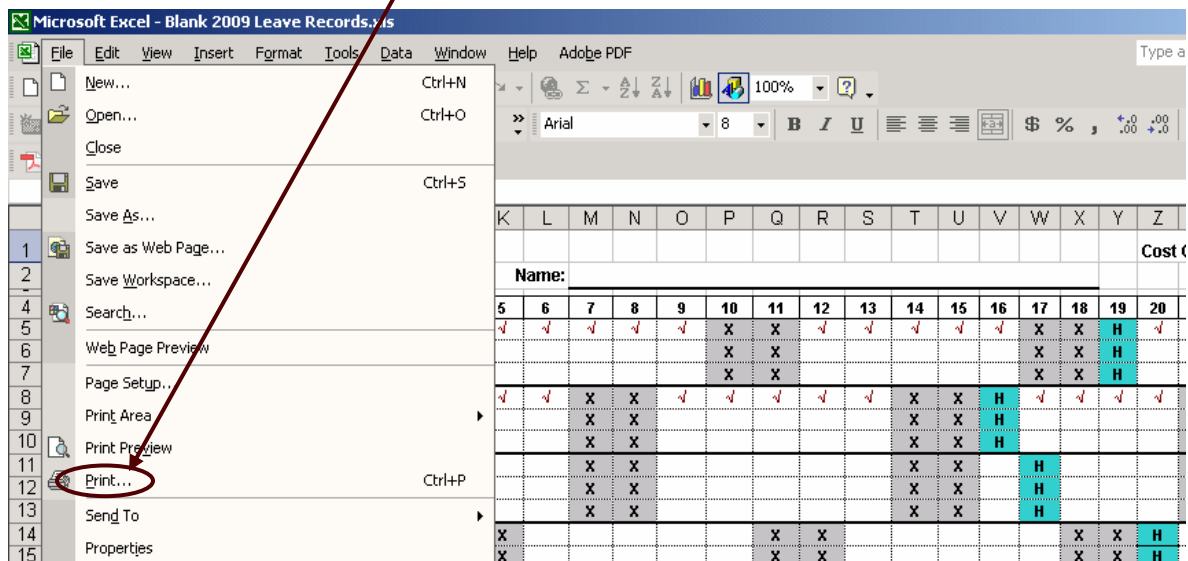 Microsoft Excel - Blank 2009 Leave Records.xls
File Edit View Insert Format Tools Data Window Help Adobe PDF Type a
New... Ctrl+N 100%
Open... Ctrl+O Arial 8 B I U $ % ,
Close
Save Ctrl+S
Save As... K L M N O P Q R S T U V W X Y Z
Save as Web Page... 1 Cost
Save Workspace... 2 Name:
Search... 4 5 6 7 8 9 10 11 12 13 14 15 16 17 18 19 20
5 √ √ √ √ √ X X √ √ √ √ √ X X H √
Web Page Preview 6 X X X X H
7 X X X X H
Page Setup...
8 √ √ X X √ √ √ √ √ X X H √ √ √ √
Print Area 9 X X X X H
Print Preview 10 X X X X H
11 X X X X H
Print... Ctrl+P 12 X X X X H
Send To 13 X X X X H
14 X X X X X H
Properties 15 X X X X X H